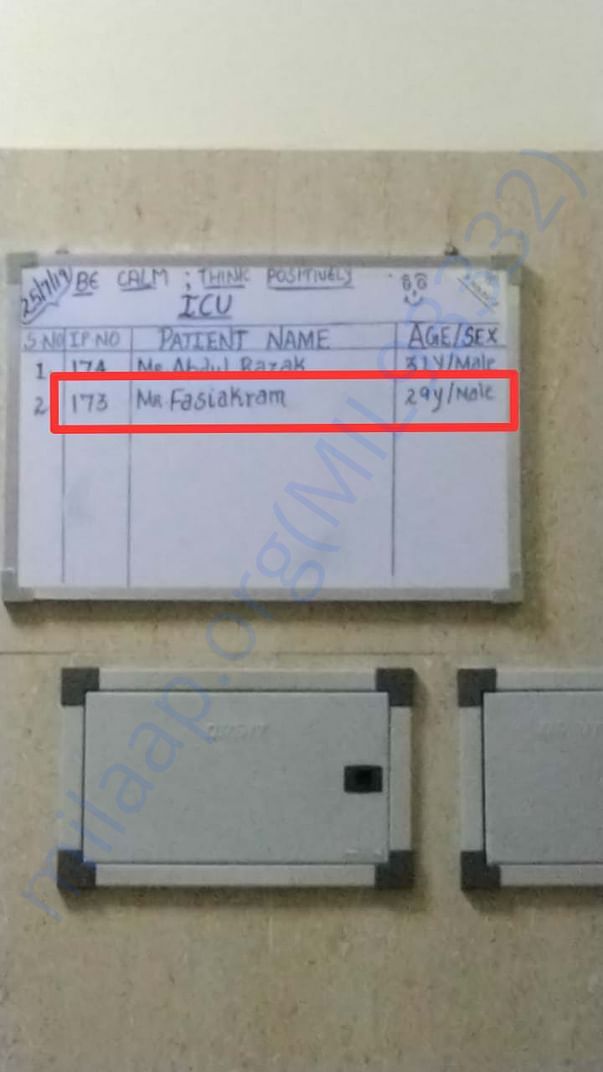 25/7/19 BE CALM ; THINK POSITIVELY
ICU
S.NO IP.NO PATIENT NAME AGE/SEX
1 174 Mr Abdul Razak 31Y/Male
2 173 MR Fasiakram 29y/Male
milaap.org(MIL98332)